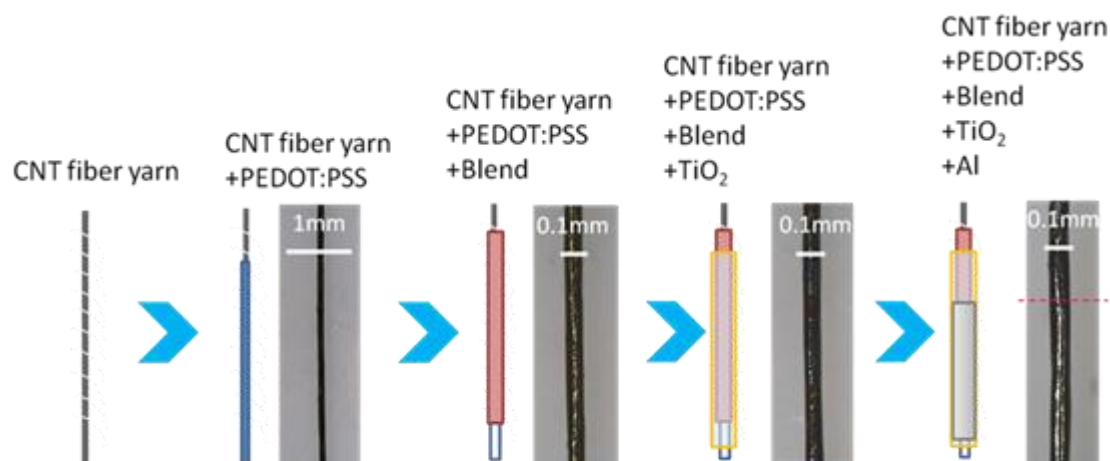 CNT fiber yarn
CNT fiber yarn
+PEDOT:PSS
1mm
CNT fiber yarn
+PEDOT:PSS
+Blend
0.1mm
CNT fiber yarn
+PEDOT:PSS
+Blend
+TiO₂
0.1mm
CNT fiber yarn
+PEDOT:PSS
+Blend
+TiO₂
+Al
0.1mm